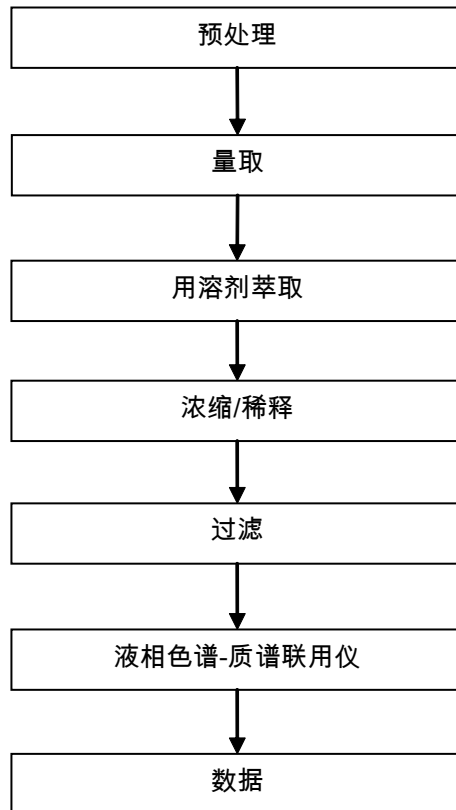 预处理
量取
用溶剂萃取
浓缩/稀释
过滤
液相色谱-质谱联用仪
数据